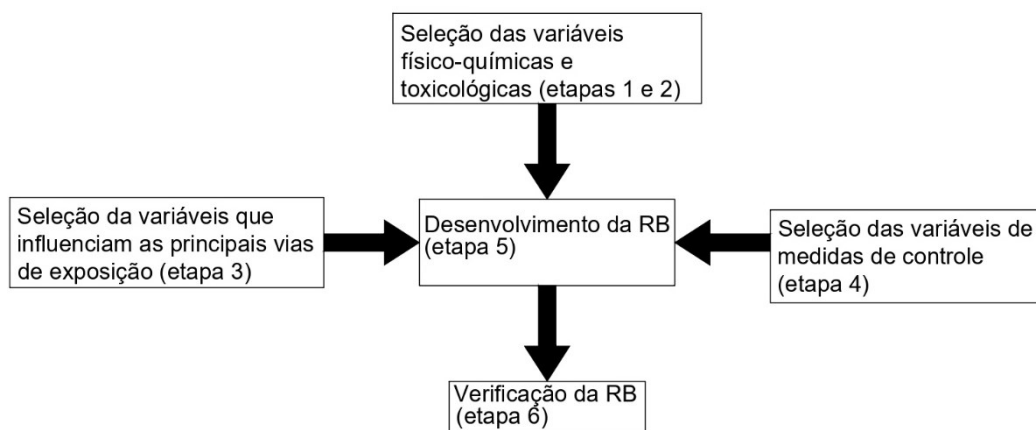 Seleção das variáveis
físico-químicas e
toxicológicas (etapas 1 e 2)
Seleção da variáveis que
influenciam as principais vias
de exposição (etapa 3)
Desenvolvimento da RB
(etapa 5)
Seleção das variáveis de
medidas de controle
(etapa 4)
Verificação da RB
(etapa 6)